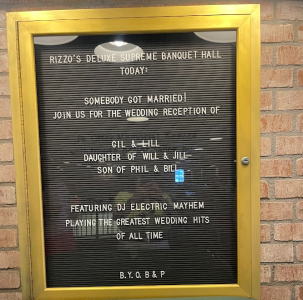 RIZZO'S DELUXE SUPREME BANQUET HALL
TODAY:
SOMEBODY GOT MARRIED!
JOIN US FOR THE WEDDING RECEPTION OF
GIL & LILL
DAUGHTER OF WILL & JILL
SON OF PHIL & BILL
FEATURING DJ ELECTRIC MAYHEM
PLAYING THE GREATEST WEDDING HITS
OF ALL TIME
B.Y.O. B & P